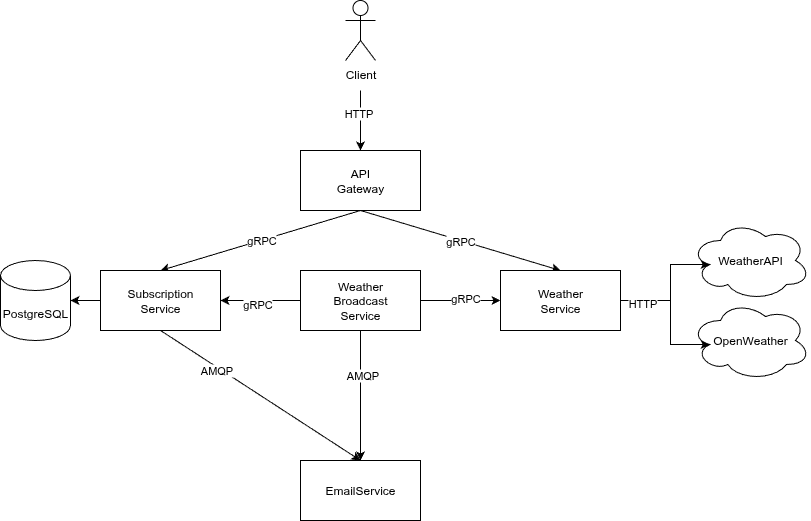 Client
HTTP
API
Gateway
gRPC
gRPC
PostgreSQL
Subscription
Service
gRPC
Weather
Broadcast
Service
gRPC
Weather
Service
HTTP
WeatherAPI
OpenWeather
AMQP
AMQP
EmailService